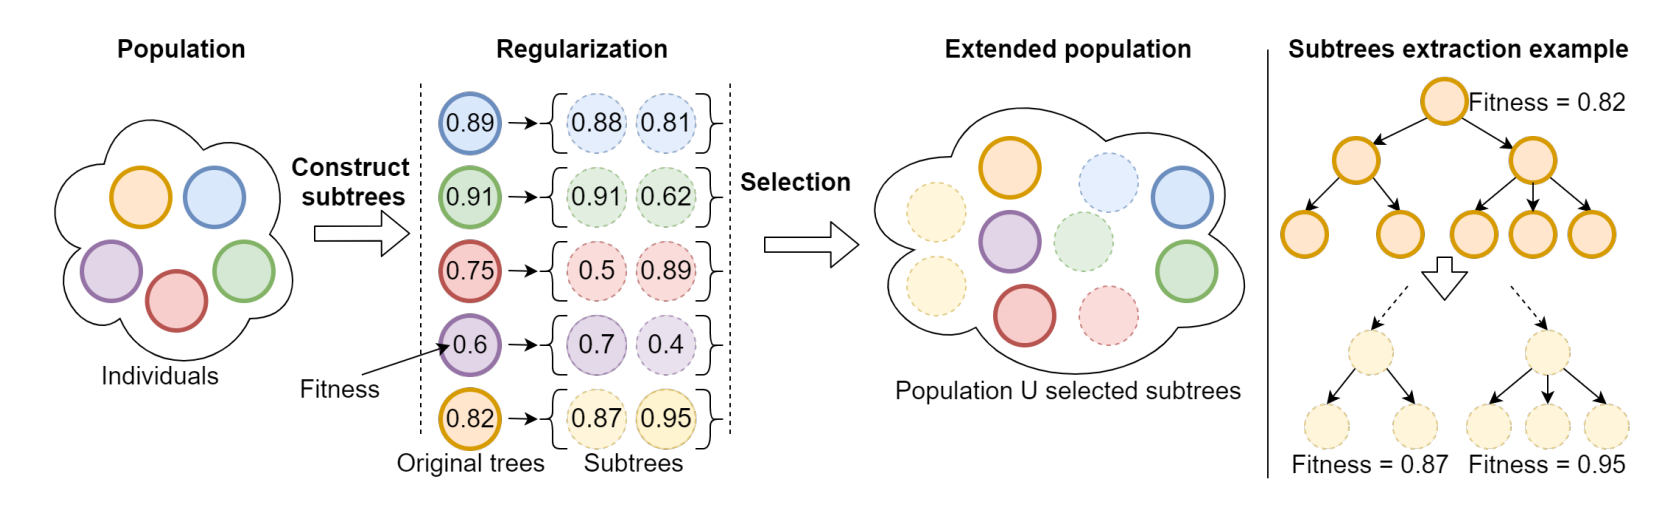 Population
Regularization
Extended population
Subtrees extraction example
Construct
subtrees
Selection
Individuals
Fitness
0.89
0.88
0.81
0.91
0.91
0.62
0.75
0.5
0.89
0.6
0.7
0.4
0.82
0.87
0.95
Original trees
Subtrees
Population U selected subtrees
Fitness = 0.82
Fitness = 0.87
Fitness = 0.95